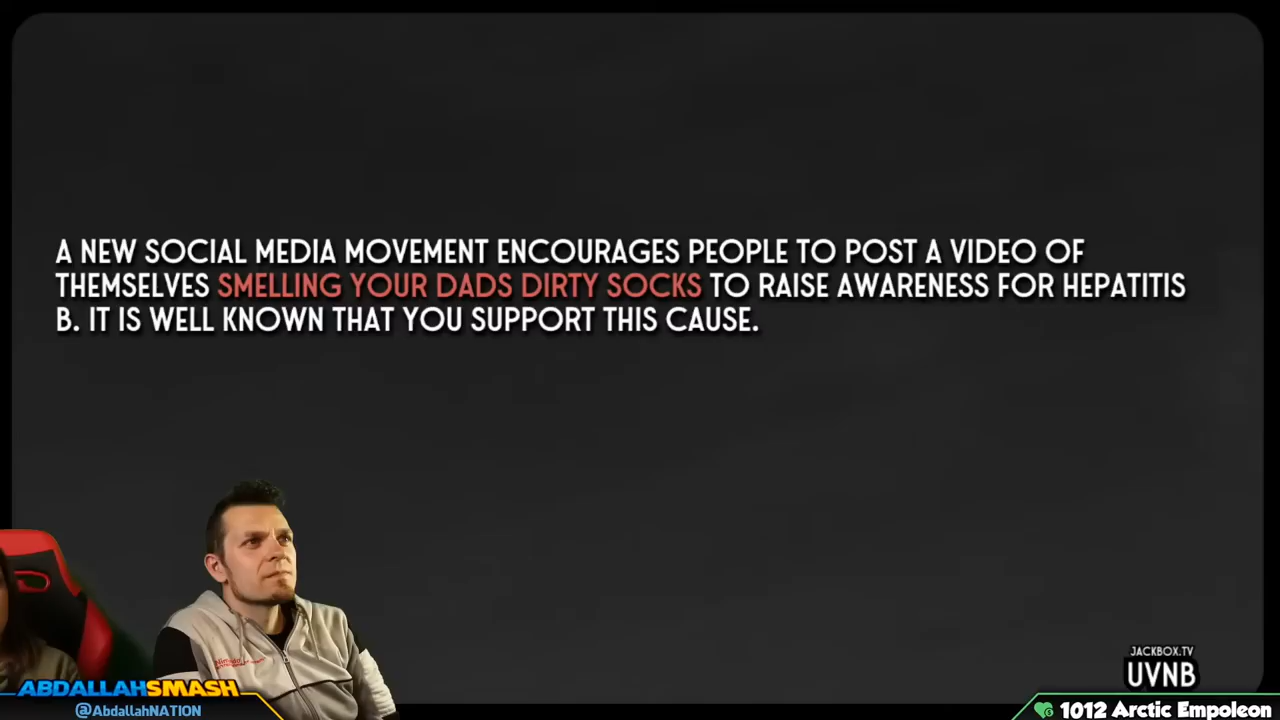 A NEW SOCIAL MEDIA MOVEMENT ENCOURAGES PEOPLE TO POST A VIDEO OF
THEMSELVES SMELLING YOUR DADS DIRTY SOCKS TO RAISE AWARENESS FOR HEPATITIS
B. IT IS WELL KNOWN THAT YOU SUPPORT THIS CAUSE.
JACKBOX.TV
UVNB
ABDALLAHSMASH
@AbdallahNATION
1012 Arctic Empoleon